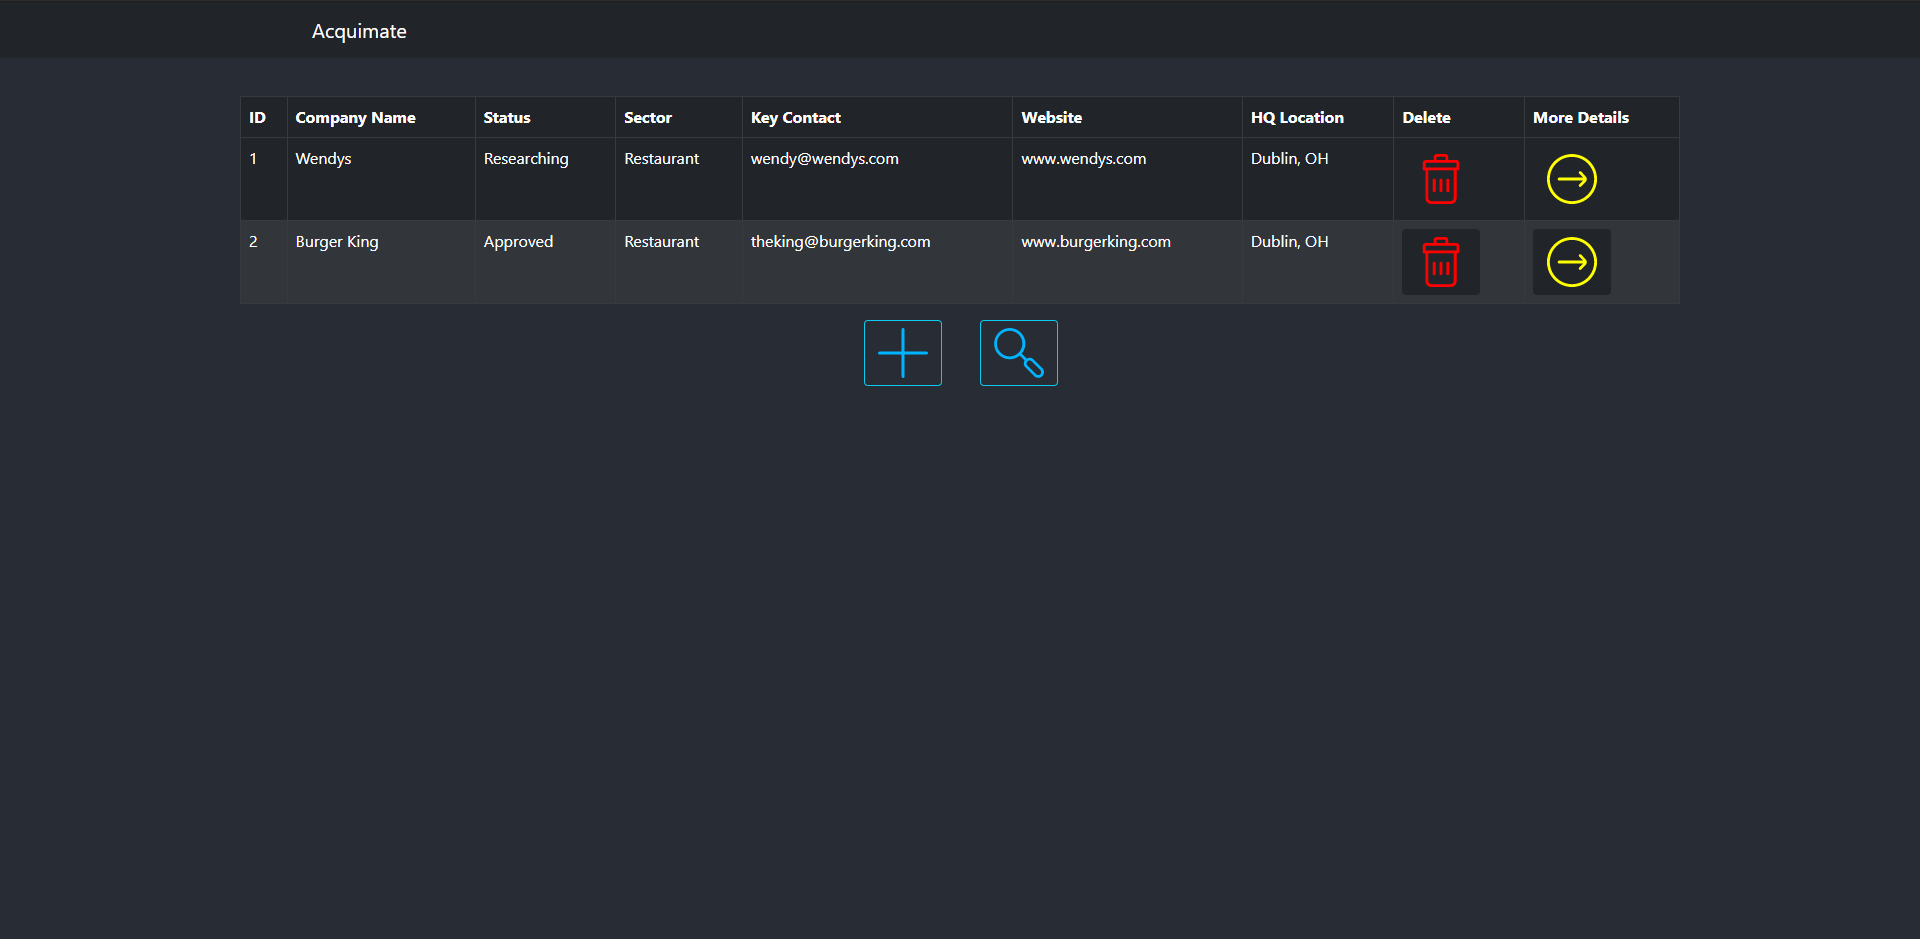 Acquimate
ID Company Name Status Sector Key Contact Website HQ Location Delete More Details
1 Wendys Researching Restaurant wendy@wendys.com www.wendys.com Dublin, OH
2 Burger King Approved Restaurant theking@burgerking.com www.burgerking.com Dublin, OH